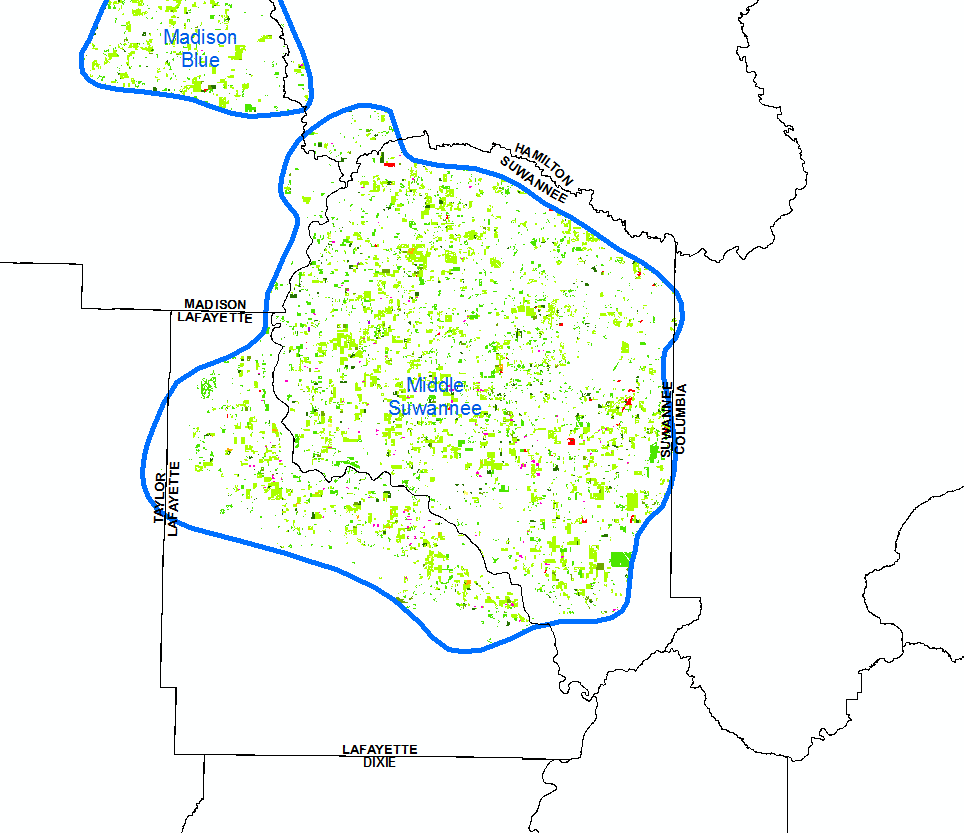 Madison
Blue
HAMILTON
SUWANNEE
MADISON
LAFAYETTE
Middle
Suwannee
SUWANNEE
COLUMBIA
TAYLOR
LAFAYETTE
LAFAYETTE
DIXIE